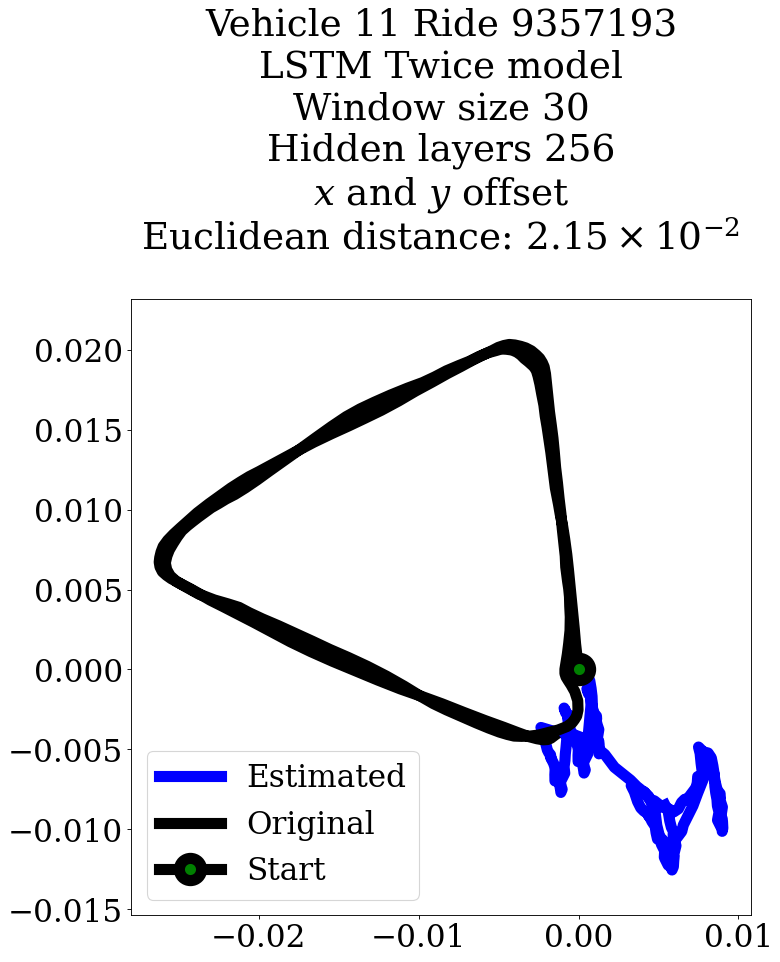 Vehicle 11 Ride 9357193
LSTM Twice model
Window size 30
Hidden layers 256
x and y offset
Euclidean distance: 2.15 × 10⁻²
0.020
0.015
0.010
0.005
0.000
−0.005
−0.010
−0.015
Estimated
Original
Start
−0.02 −0.01 0.00 0.01